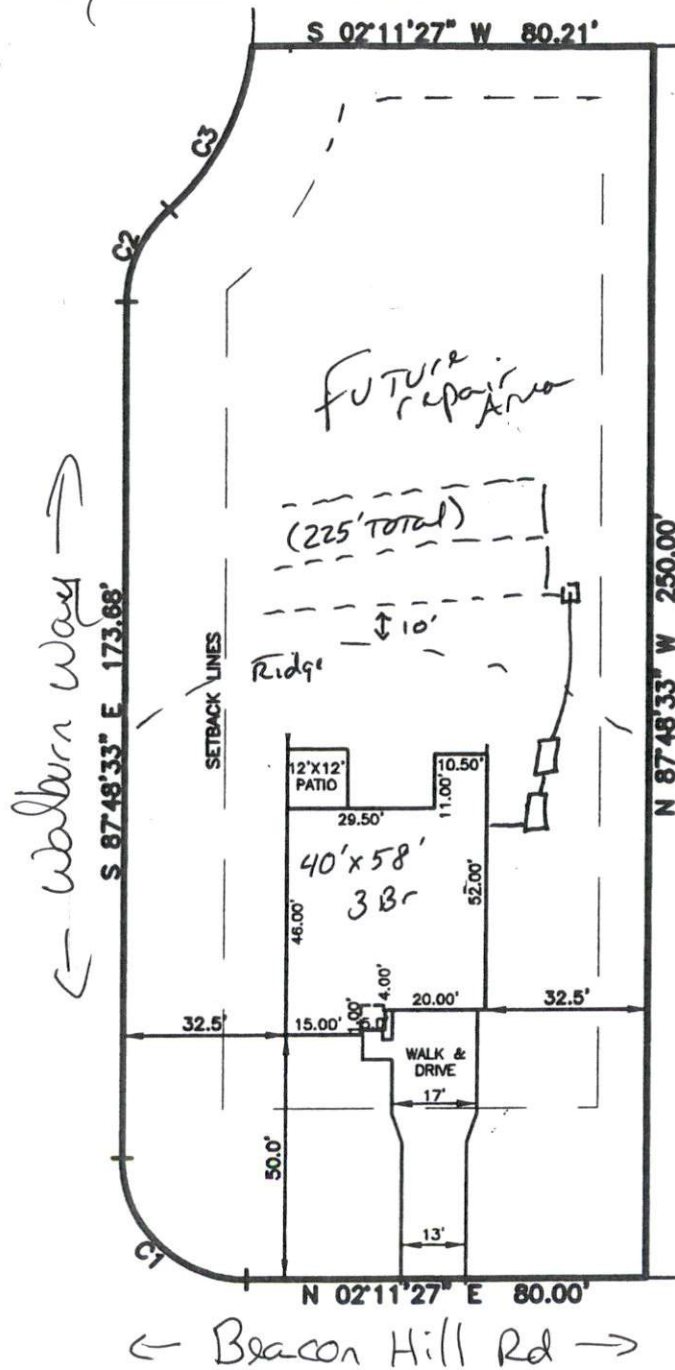 S 02°11'27" W 80.21'
C3
C2
FUTURE
repair
Area
(225' TOTAL)
10'
Ridge
← Walburn Way →
S 87°48'33" E 173.68'
SETBACK LINES
N 87°48'33" W 250.00'
12'X12'
PATIO
10.50'
11.00'
29.50'
40' x 58'
3 Br
46.00'
52.00'
4.00'
1.00'
20.00'
32.5'
15.00'
32.5'
WALK &
DRIVE
17'
50.0'
13'
C1
N 02°11'27" E 80.00'
← Beacon Hill Rd →